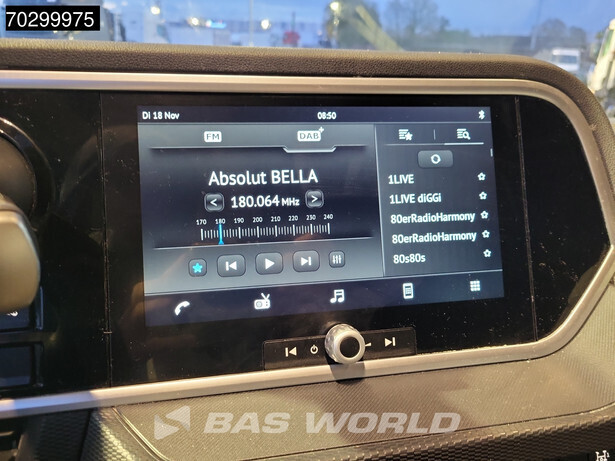 70299975
Di 18 Nov 08:50
FM DAB+
Absolut BELLA
< 180.064 MHz >
170 180 190 200 210 220 230 240
1LIVE
1LIVE diGGi
80erRadioHarmony
80erRadioHarmony
80s80s
BAS WORLD